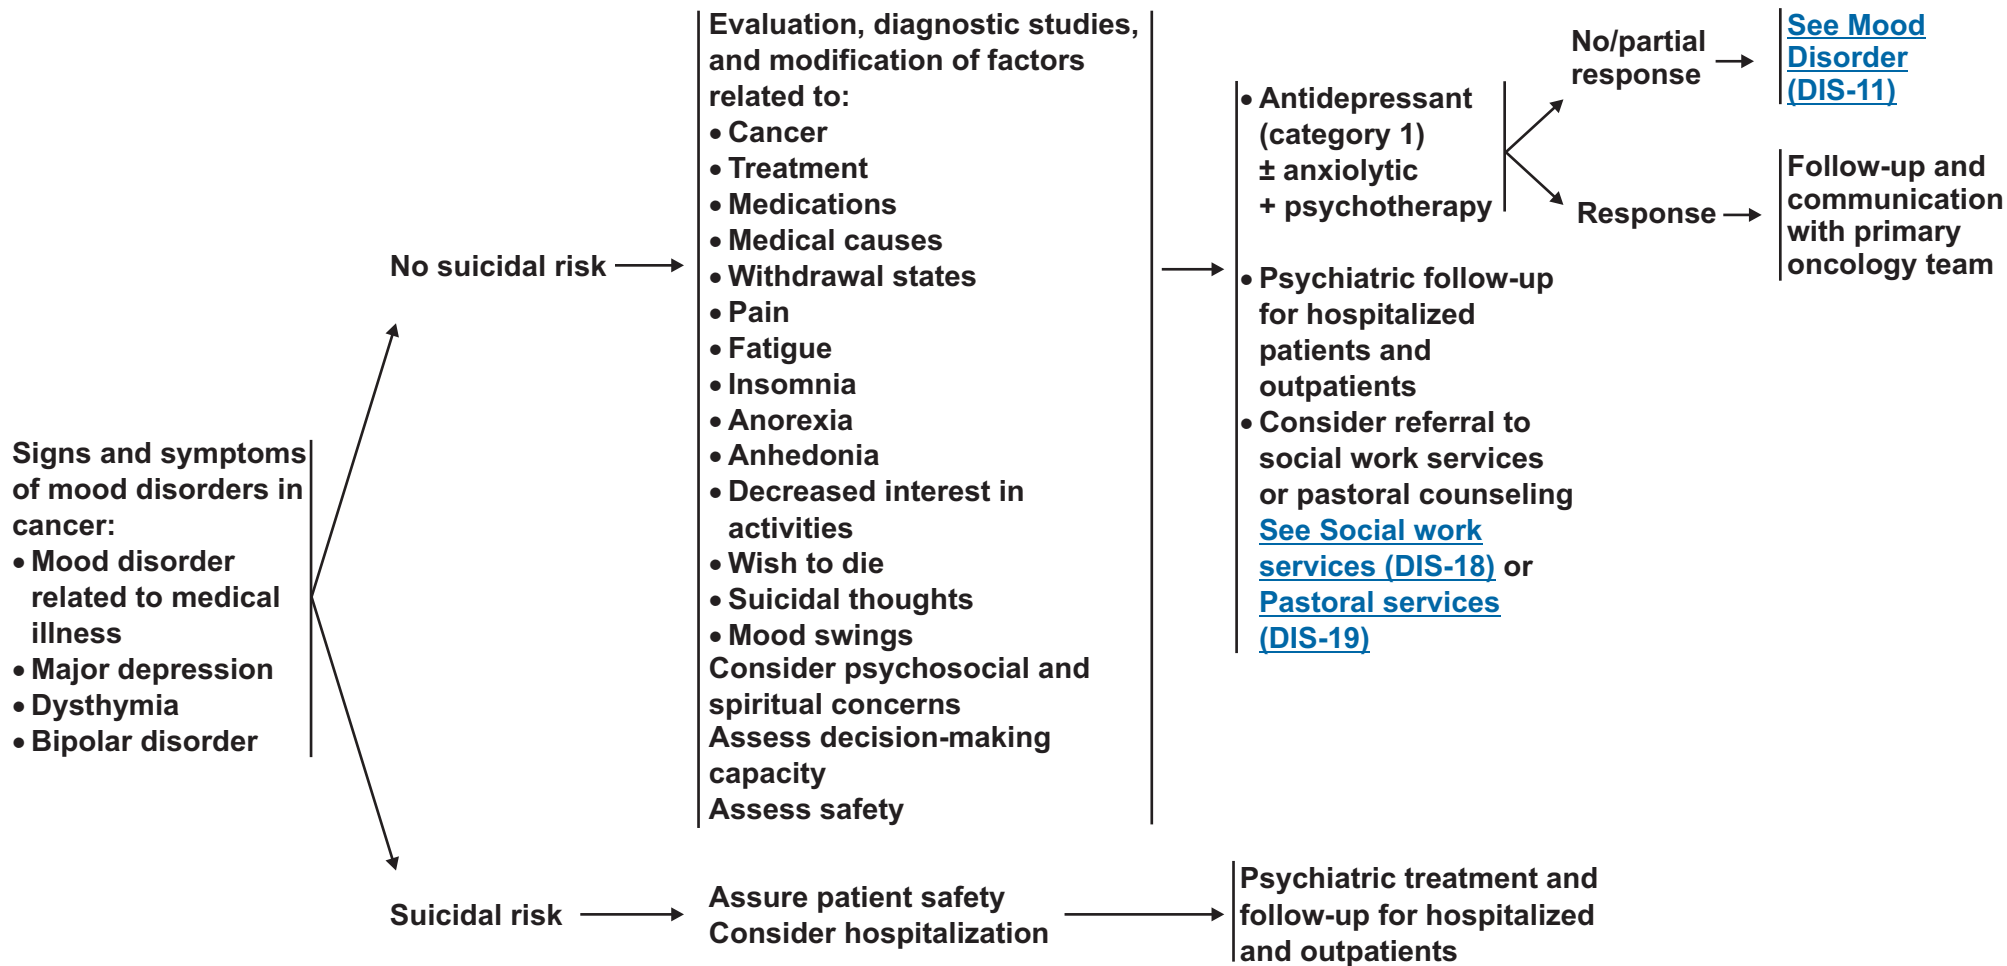 Signs and symptoms
of mood disorders in
cancer:
• Mood disorder
related to medical
illness
• Major depression
• Dysthymia
• Bipolar disorder
No suicidal risk
Evaluation, diagnostic studies,
and modification of factors
related to:
• Cancer
• Treatment
• Medications
• Medical causes
• Withdrawal states
• Pain
• Fatigue
• Insomnia
• Anorexia
• Anhedonia
• Decreased interest in
activities
• Wish to die
• Suicidal thoughts
• Mood swings
Consider psychosocial and
spiritual concerns
Assess decision-making
capacity
Assess safety
• Antidepressant
(category 1)
± anxiolytic
+ psychotherapy
• Psychiatric follow-up
for hospitalized
patients and
outpatients
• Consider referral to
social work services
or pastoral counseling
See Social work
services (DIS-18) or
Pastoral services
(DIS-19)
No/partial
response
See Mood
Disorder
(DIS-11)
Response
Follow-up and
communication
with primary
oncology team
Suicidal risk
Assure patient safety
Consider hospitalization
Psychiatric treatment and
follow-up for hospitalized
and outpatients